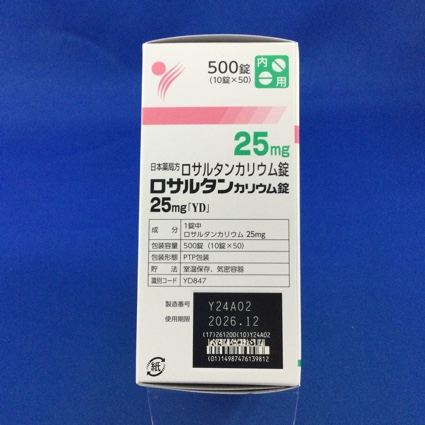 500錠
(10錠×50)
内
用
25mg
日本薬局方 ロサルタンカリウム錠
ロサルタンカリウム錠
25mg「YD」
成 分 1錠中
ロサルタンカリウム 25mg
包装容量 500錠（10錠×50）
包装形態 PTP包装
貯 法 室温保存、気密容器
識別コード YD847
製造番号 Y24A02
使用期限 2026.12
(17)261200(10)Y24A02
(01)14987476139812
紙